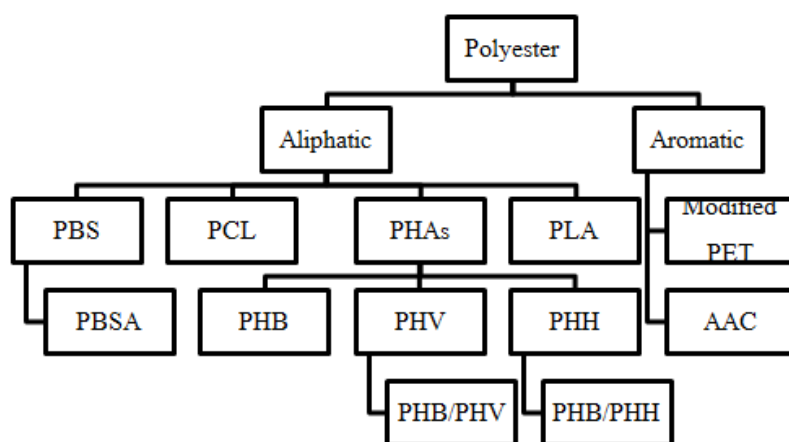 Polyester
Aliphatic
Aromatic
PBS
PCL
PHAs
PLA
Modified
PET
PBSA
PHB
PHV
PHH
AAC
PHB/PHV
PHB/PHH